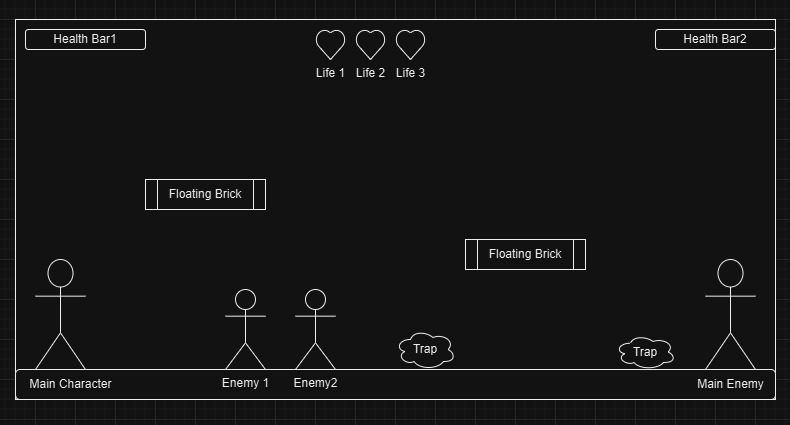 Health Bar1
Health Bar2
Life 1
Life 2
Life 3
Floating Brick
Floating Brick
Trap
Trap
Main Character
Enemy 1
Enemy2
Main Enemy